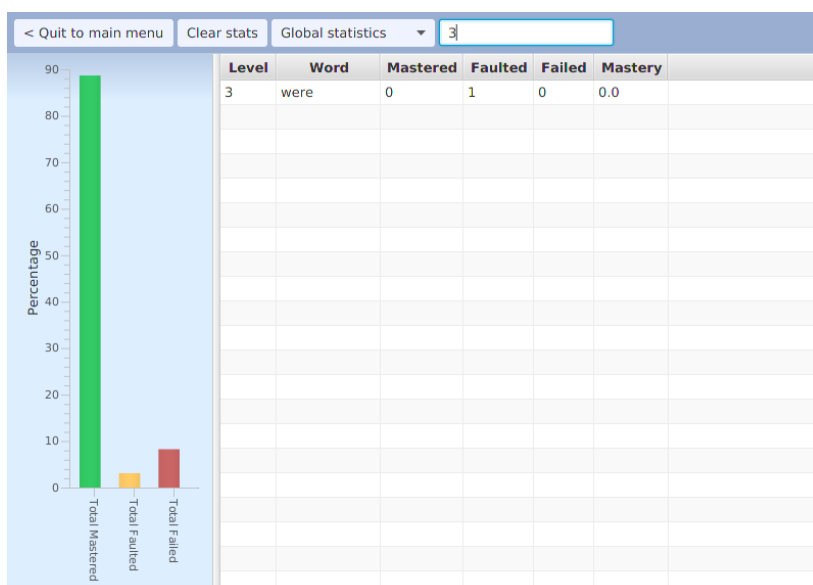 < Quit to main menu Clear stats Global statistics 3
Level Word Mastered Faulted Failed Mastery
3 were 0 1 0 0.0
90
80
70
60
50
40
30
20
10
0
Percentage
Total Mastered
Total Faulted
Total Failed